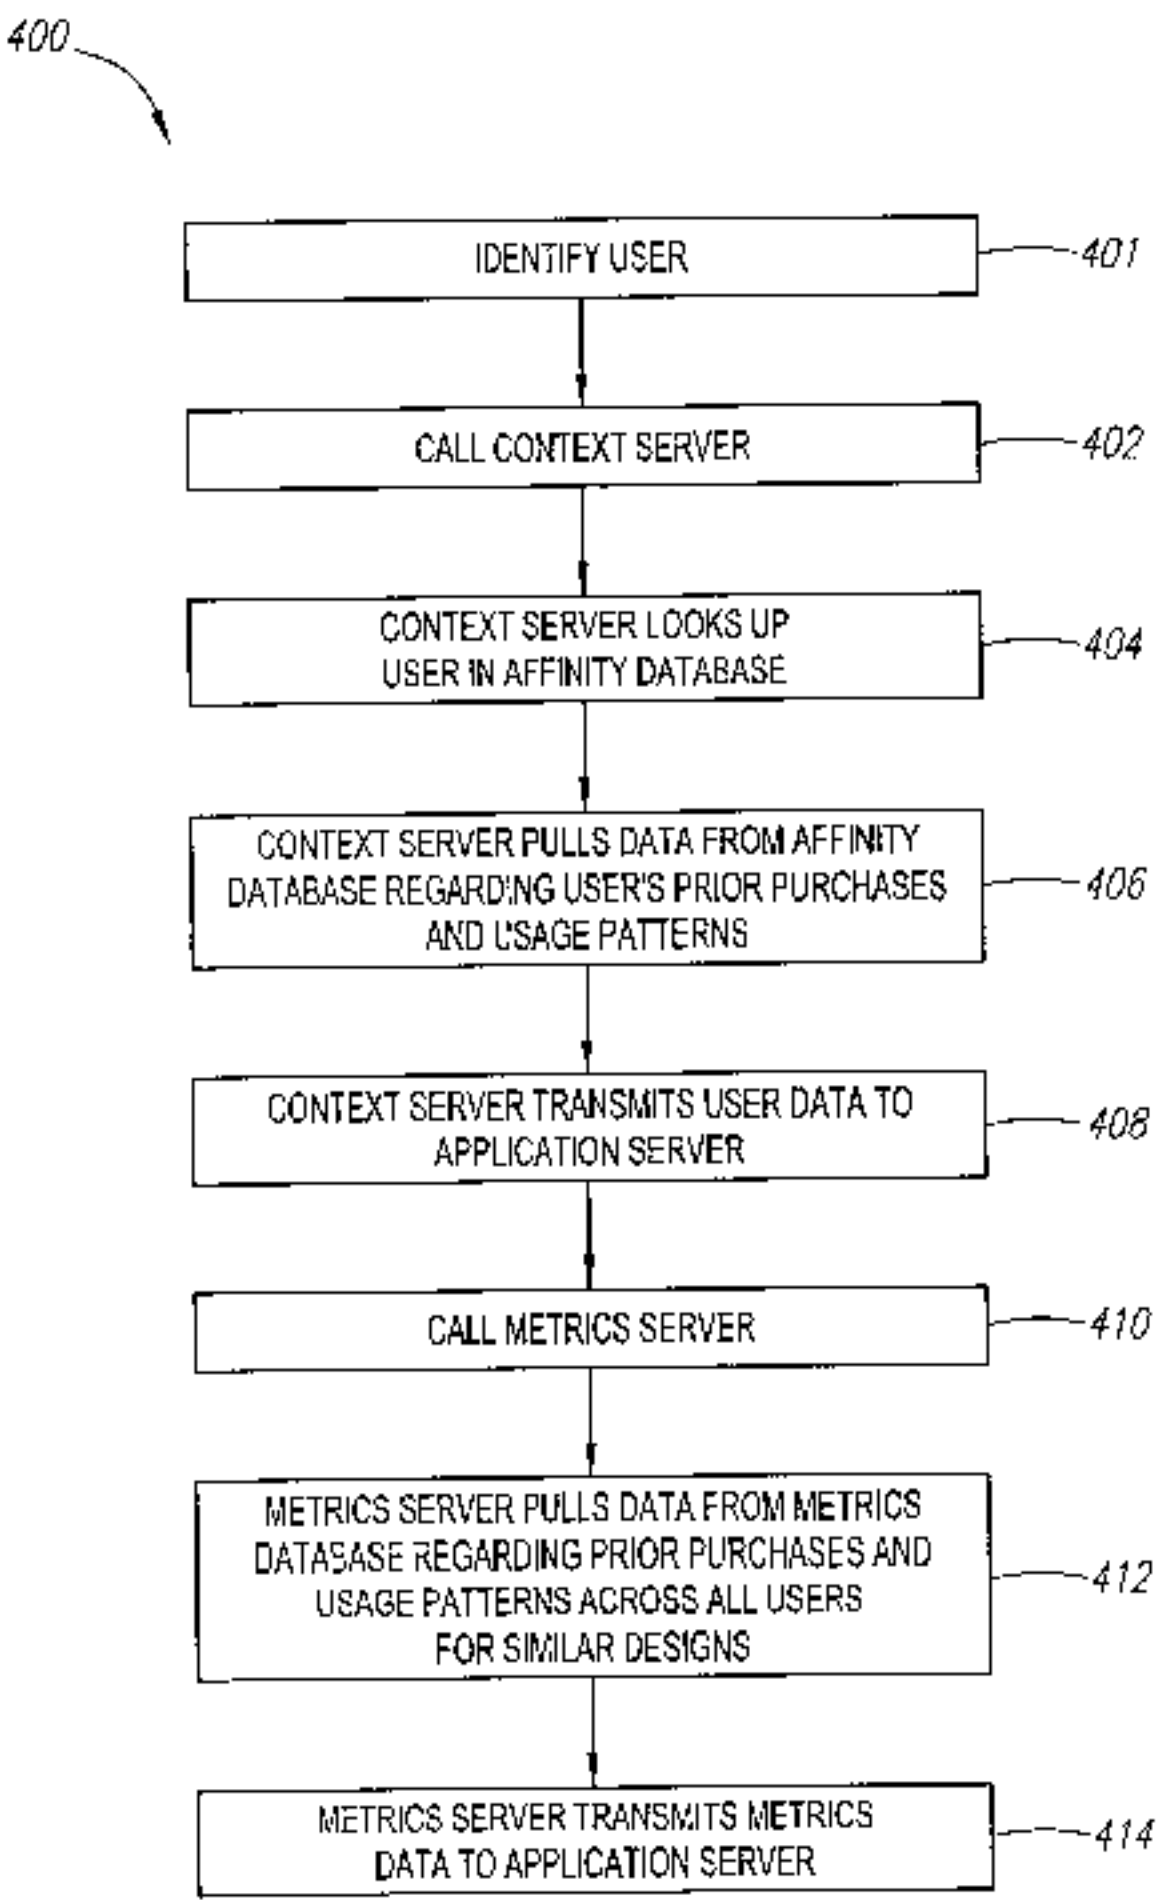 400
IDENTIFY USER
401
CALL CONTEXT SERVER
402
CONTEXT SERVER LOOKS UP
USER IN AFFINITY DATABASE
404
CONTEXT SERVER PULLS DATA FROM AFFINITY
DATABASE REGARDING USER'S PRIOR PURCHASES
AND USAGE PATTERNS
406
CONTEXT SERVER TRANSMITS USER DATA TO
APPLICATION SERVER
408
CALL METRICS SERVER
410
METRICS SERVER PULLS DATA FROM METRICS
DATABASE REGARDING PRIOR PURCHASES AND
USAGE PATTERNS ACROSS ALL USERS
FOR SIMILAR DESIGNS
412
METRICS SERVER TRANSMITS METRICS
DATA TO APPLICATION SERVER
414